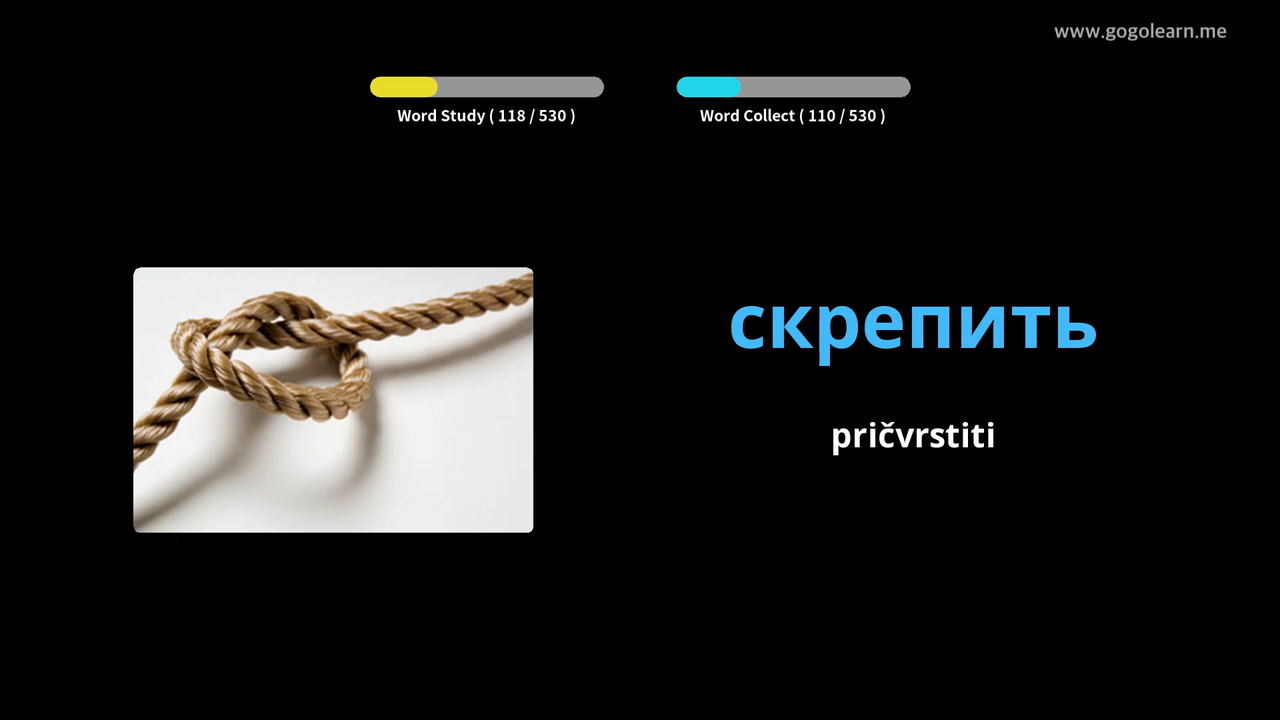 www.gogolearn.me
Word Study ( 118 / 530 )
Word Collect ( 110 / 530 )
скрепить
pričvrstiti